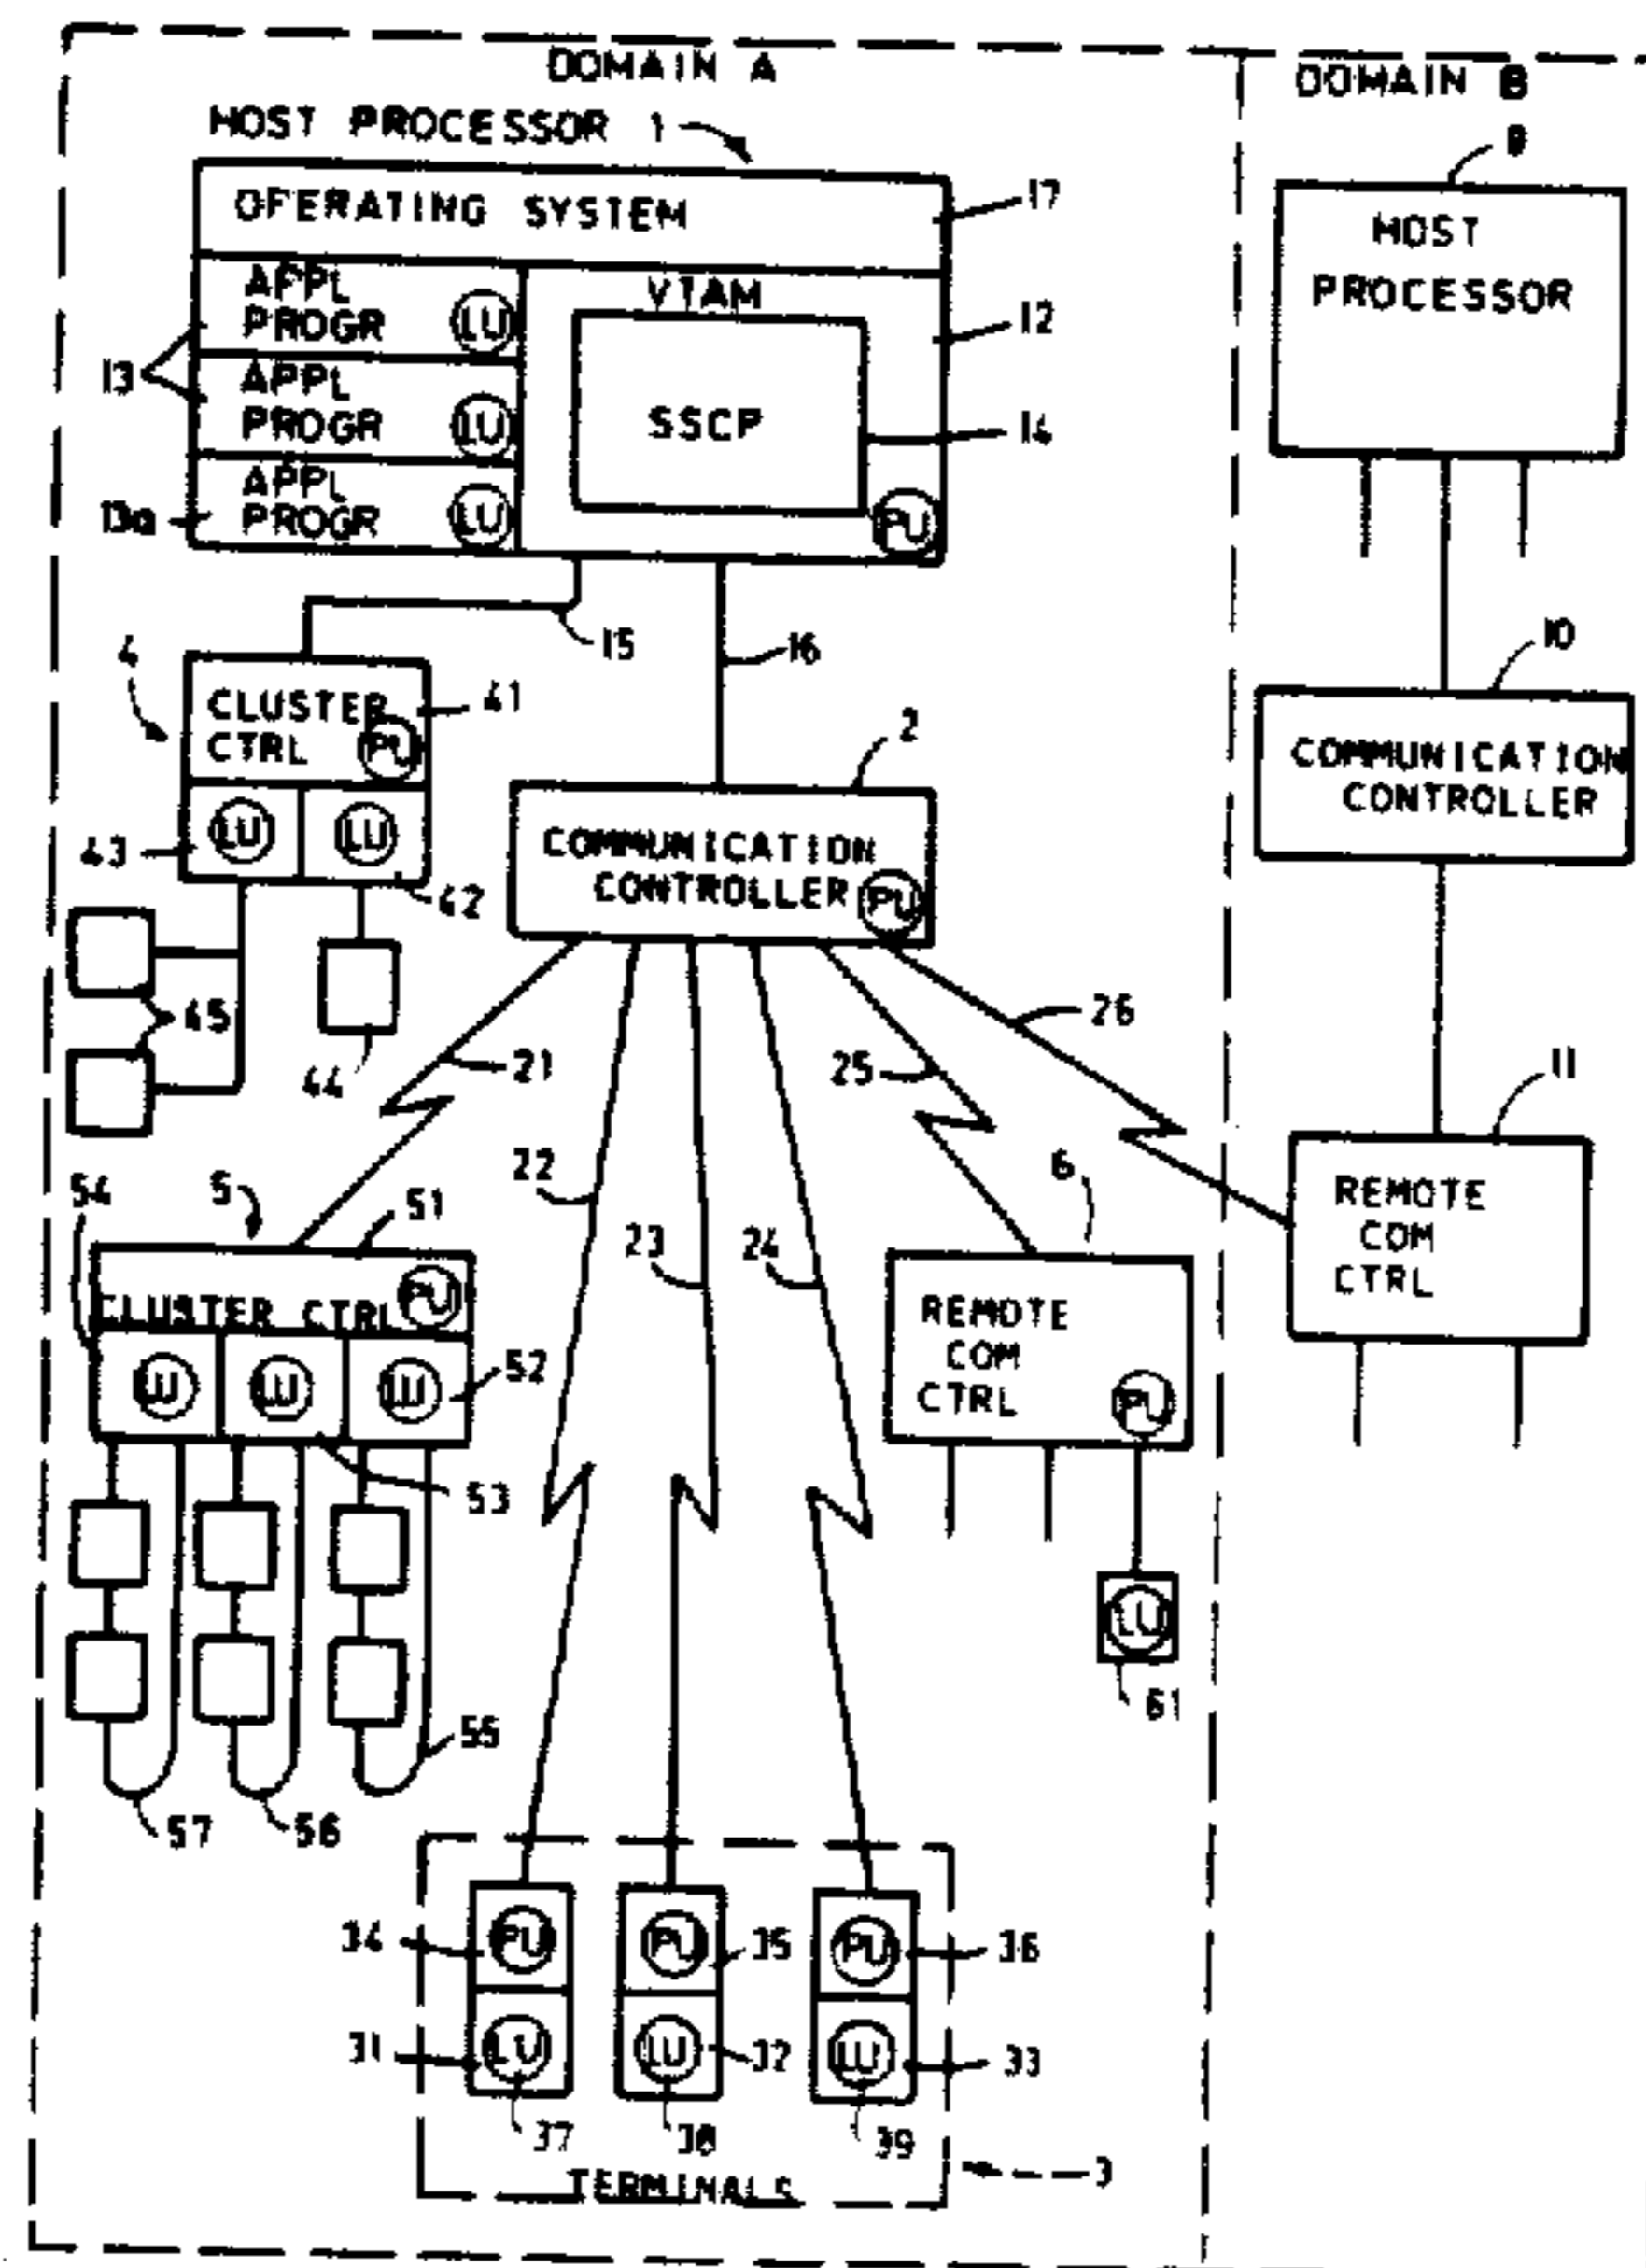 DOMAIN A
DOMAIN B
HOST PROCESSOR 1
9
OPERATING SYSTEM
17
HOST
PROCESSOR
APPL
PROGR
LU
VTAM
12
13
APPL
PROGR
LU
SSCP
14
13a
APPL
PROGR
LU
PU
15
16
10
4
CLUSTER
CTRL
PU
41
2
COMMUNICATION
CONTROLLER
43
LU
LU
42
COMMUNICATION
CONTROLLER
PU
45
44
21
25
26
11
22
6
54
5
51
23
24
REMOTE
COM
CTRL
CLUSTER CTRL
PU
REMOTE
COM
CTRL
PU
LU
LU
LU
52
53
LU
61
55
57
56
34
PU
PU
35
PU
36
31
LU
LU
32
LU
33
37
38
39
TERMINALS
3